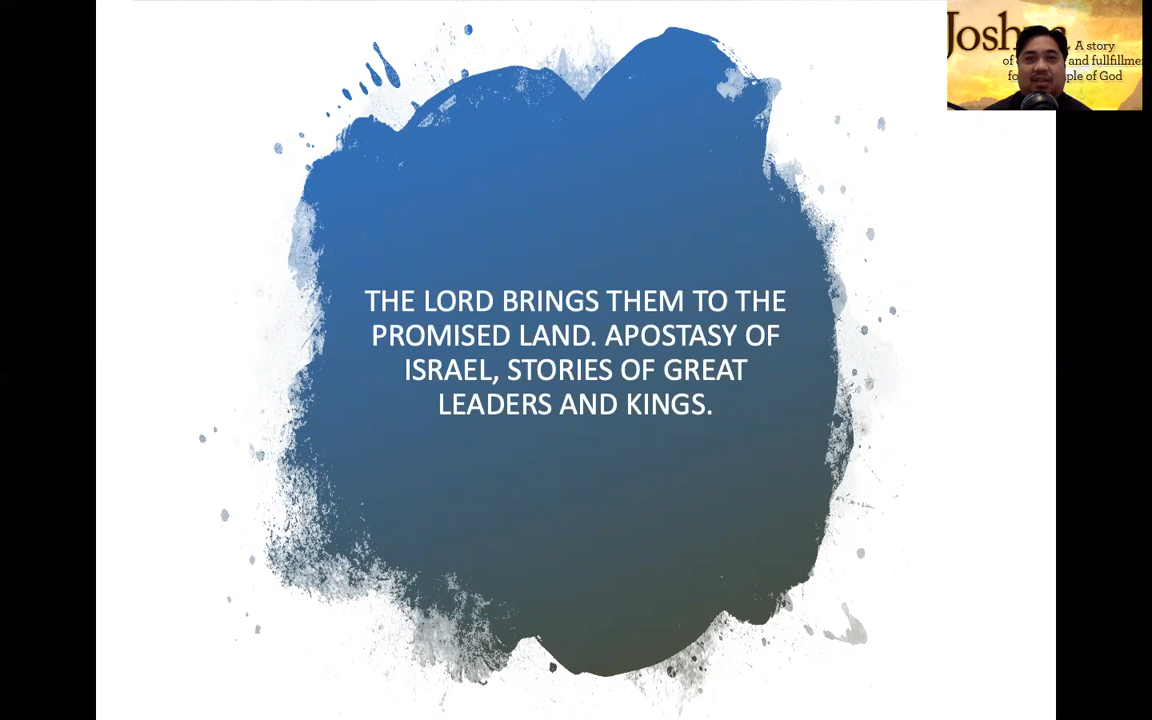 THE LORD BRINGS THEM TO THE
PROMISED LAND. APOSTASY OF
ISRAEL, STORIES OF GREAT
LEADERS AND KINGS.
A story
of
and fullfillme
of God